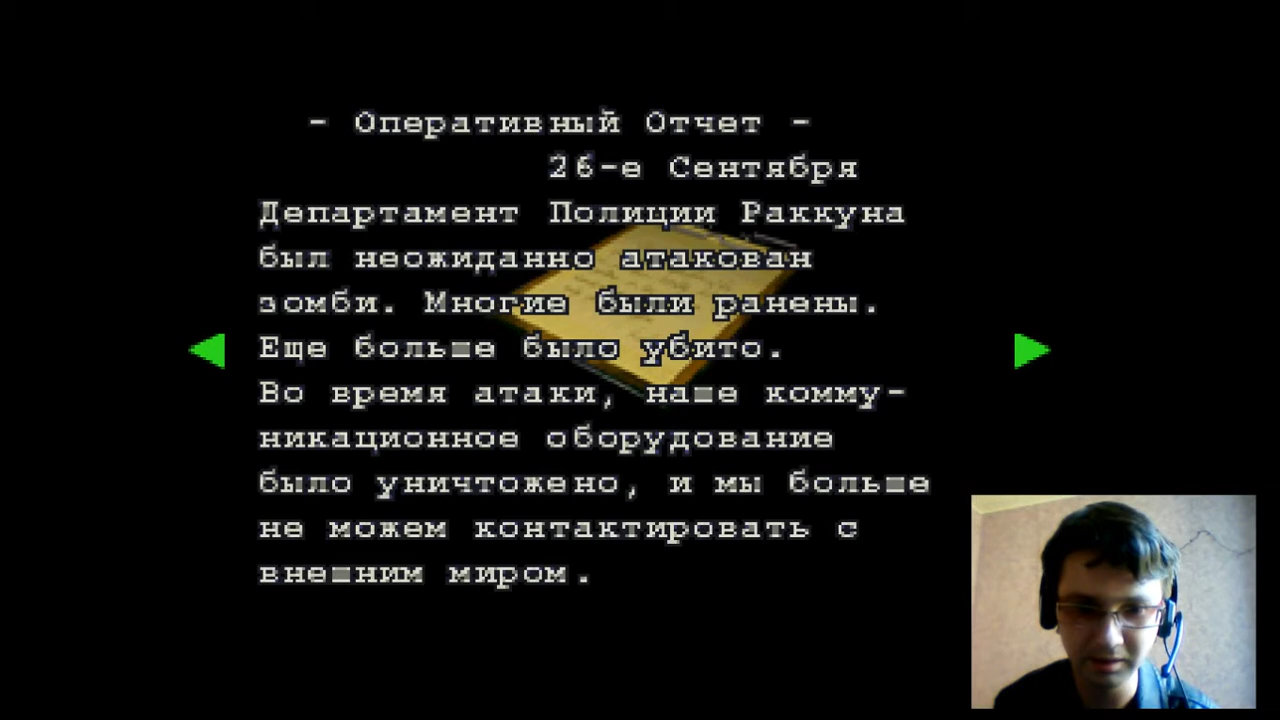 - Оперативный Отчет -
26-е Сентября
Департамент Полиции Раккуна
был неожиданно атакован
зомби. Многие были ранены.
Еще больше было убито.
Во время атаки, наше комму-
никационное оборудование
было уничтожено, и мы больше
не можем контактировать с
внешним миром.